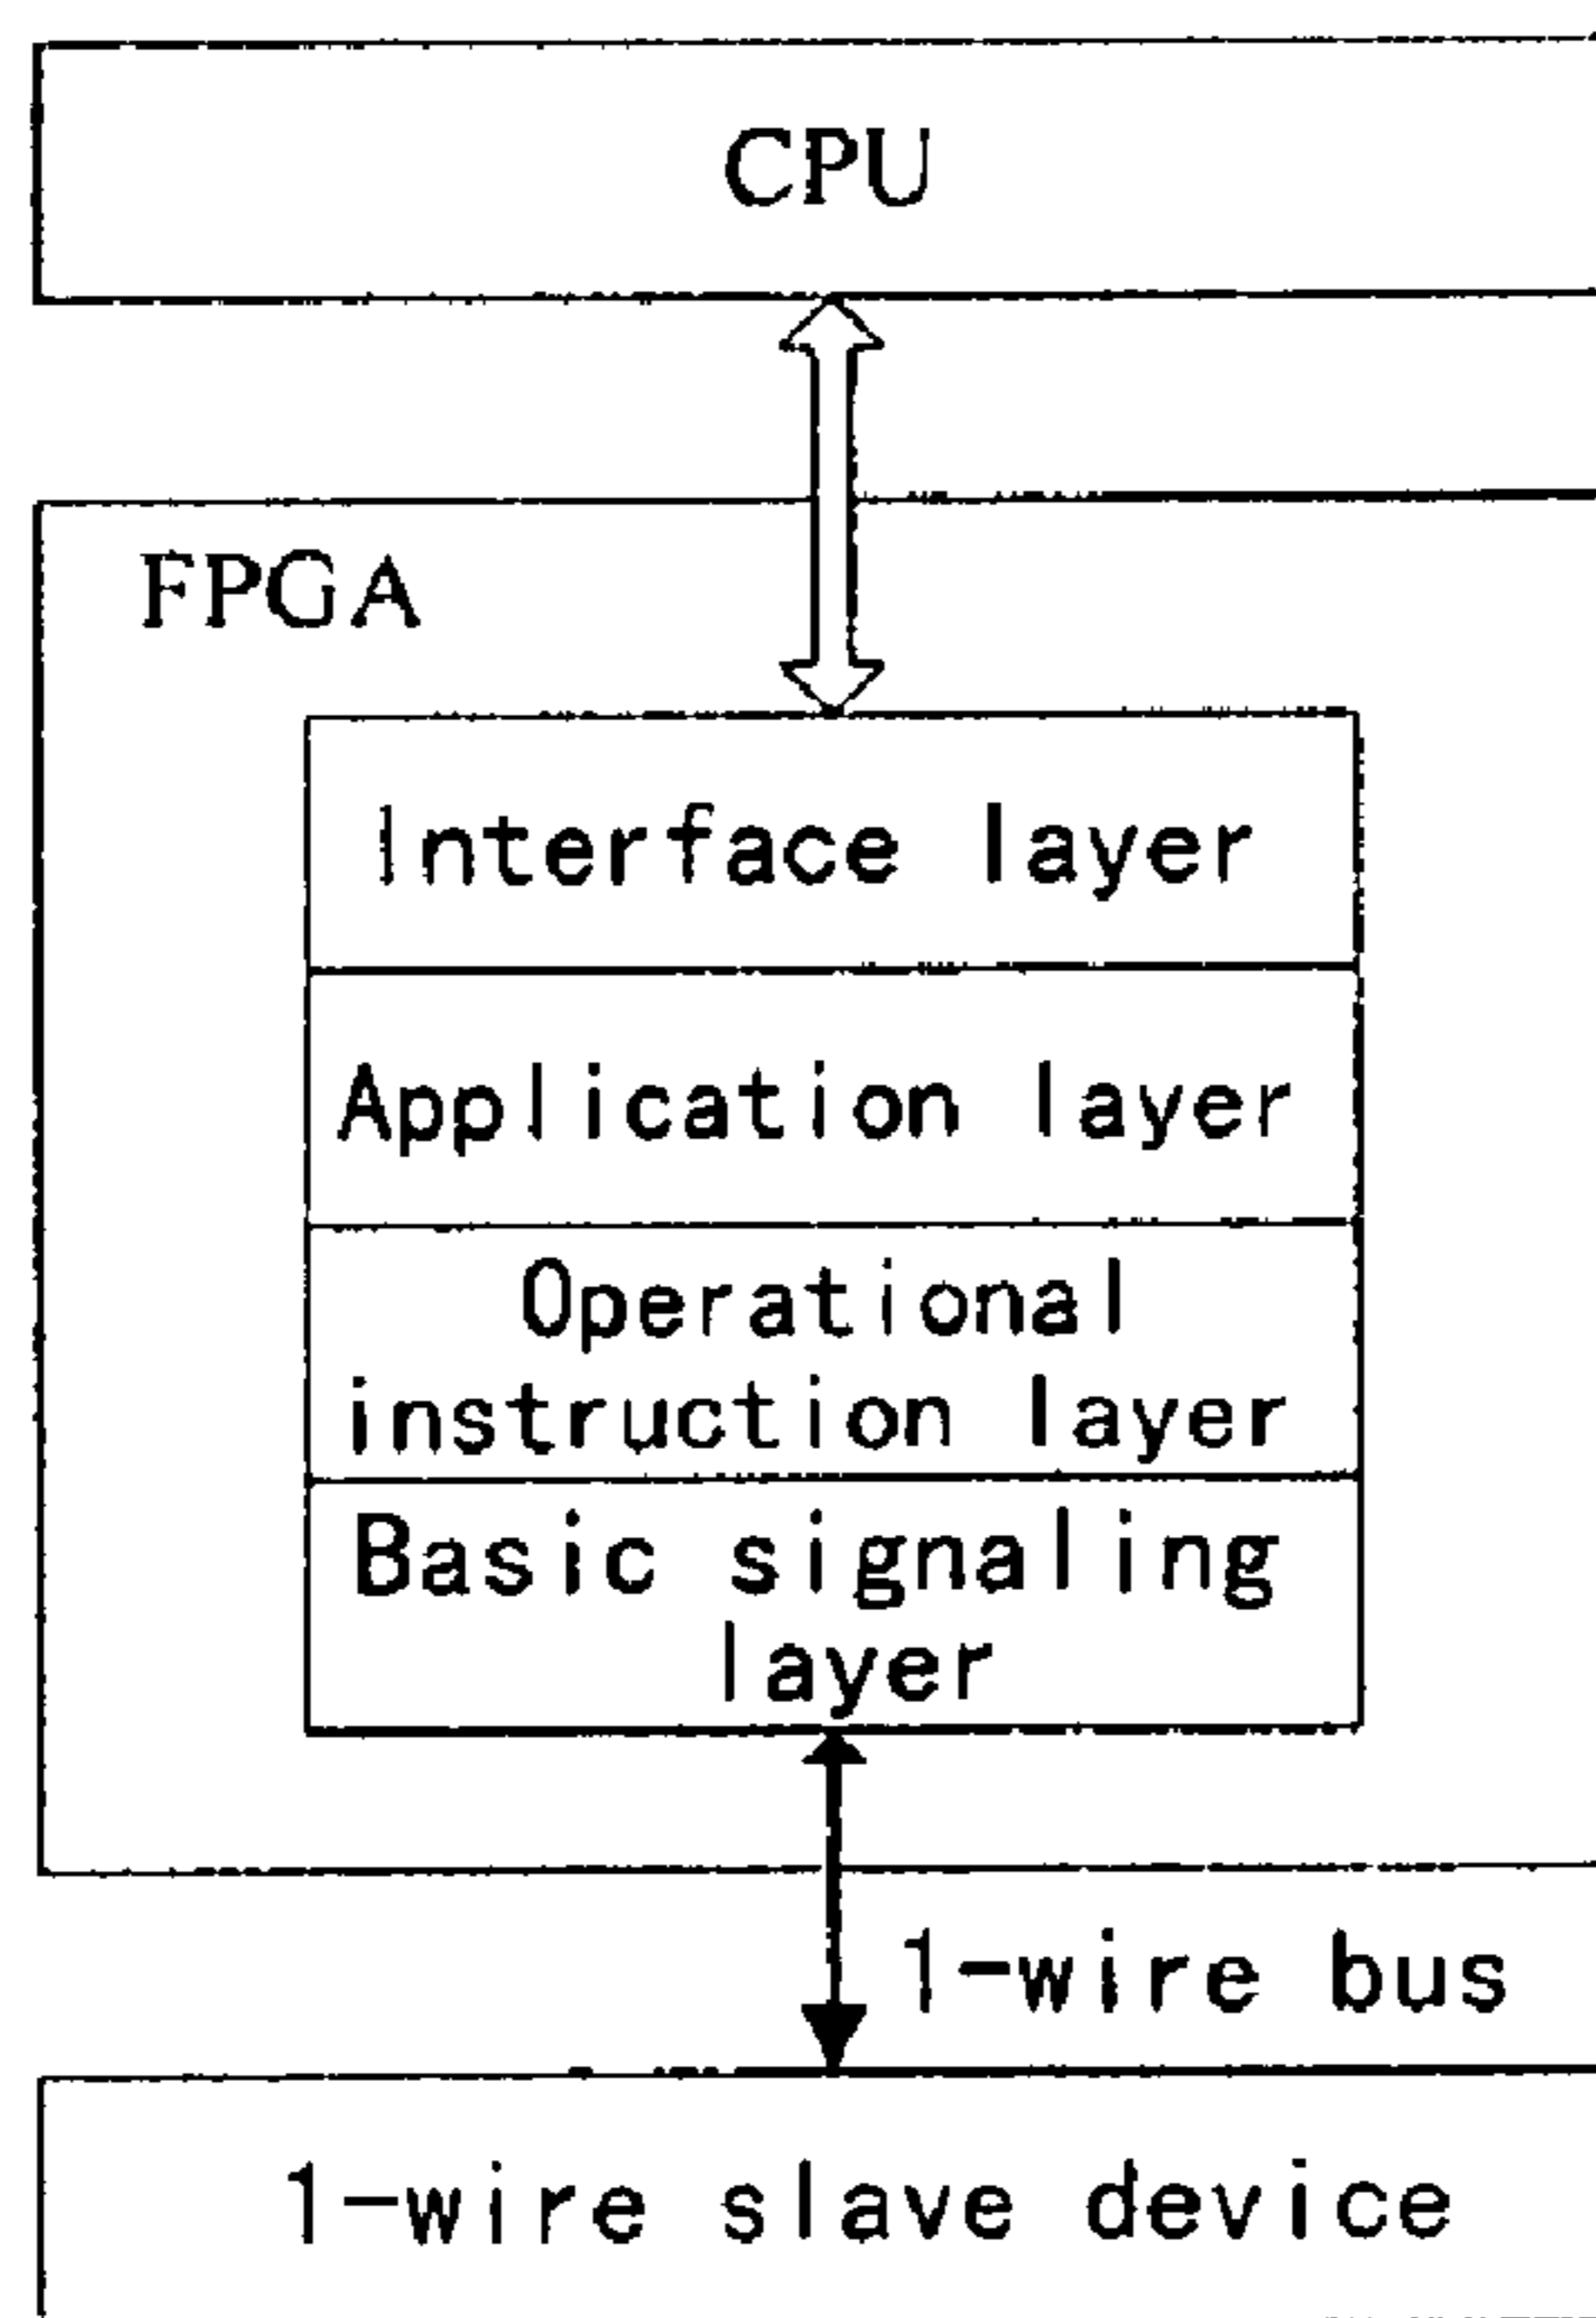 CPU
FPGA
Interface layer
Application layer
Operational
instruction layer
Basic signaling
layer
1-wire bus
1-wire slave device